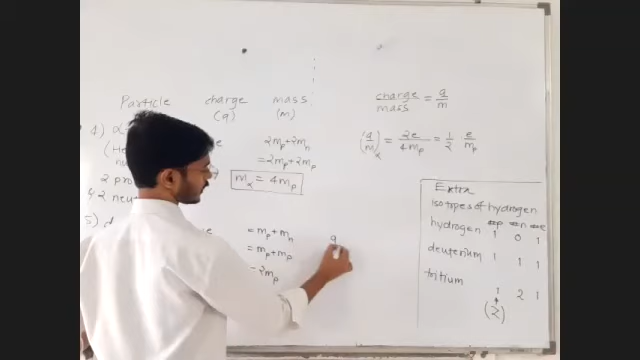 Particle charge mass charge/mass = q/m
(q) (m)
4) α
(He 2mp+2mn (q/m)α = 2e/4mp = 1/2 e/mp
= 2mp+2mp
2 pro mα = 4mp
& 2 neu
Extra
isotopes of hydrogen
hydrogen 1 0 1
5) d e = mp+mn q
= mp+mp
deuterium 1 1 1
= 2mp
tritium
1 2 1
(2)